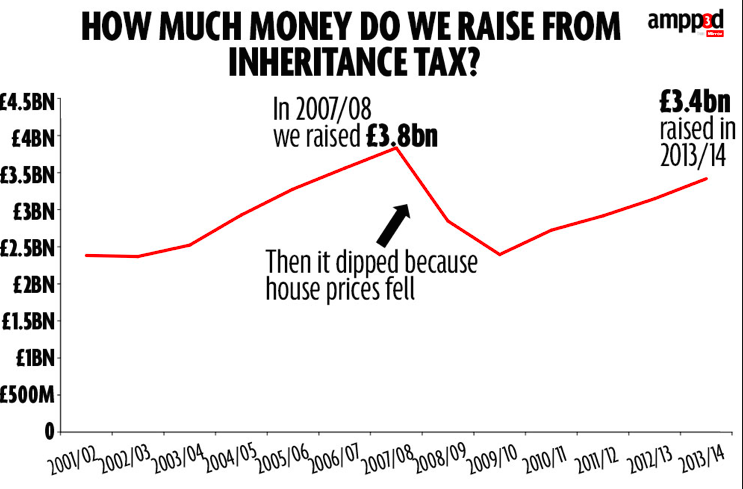 HOW MUCH MONEY DO WE RAISE FROM
INHERITANCE TAX?
ampp3d
Mirror
£4.5BN
£4BN
£3.5BN
£3BN
£2.5BN
£2BN
£1.5BN
£1BN
£500M
0
In 2007/08
we raised £3.8bn
£3.4bn
raised in
2013/14
Then it dipped because
house prices fell
2001/02
2002/03
2003/04
2004/05
2005/06
2006/07
2007/08
2008/09
2009/10
2010/11
2011/12
2012/13
2013/14